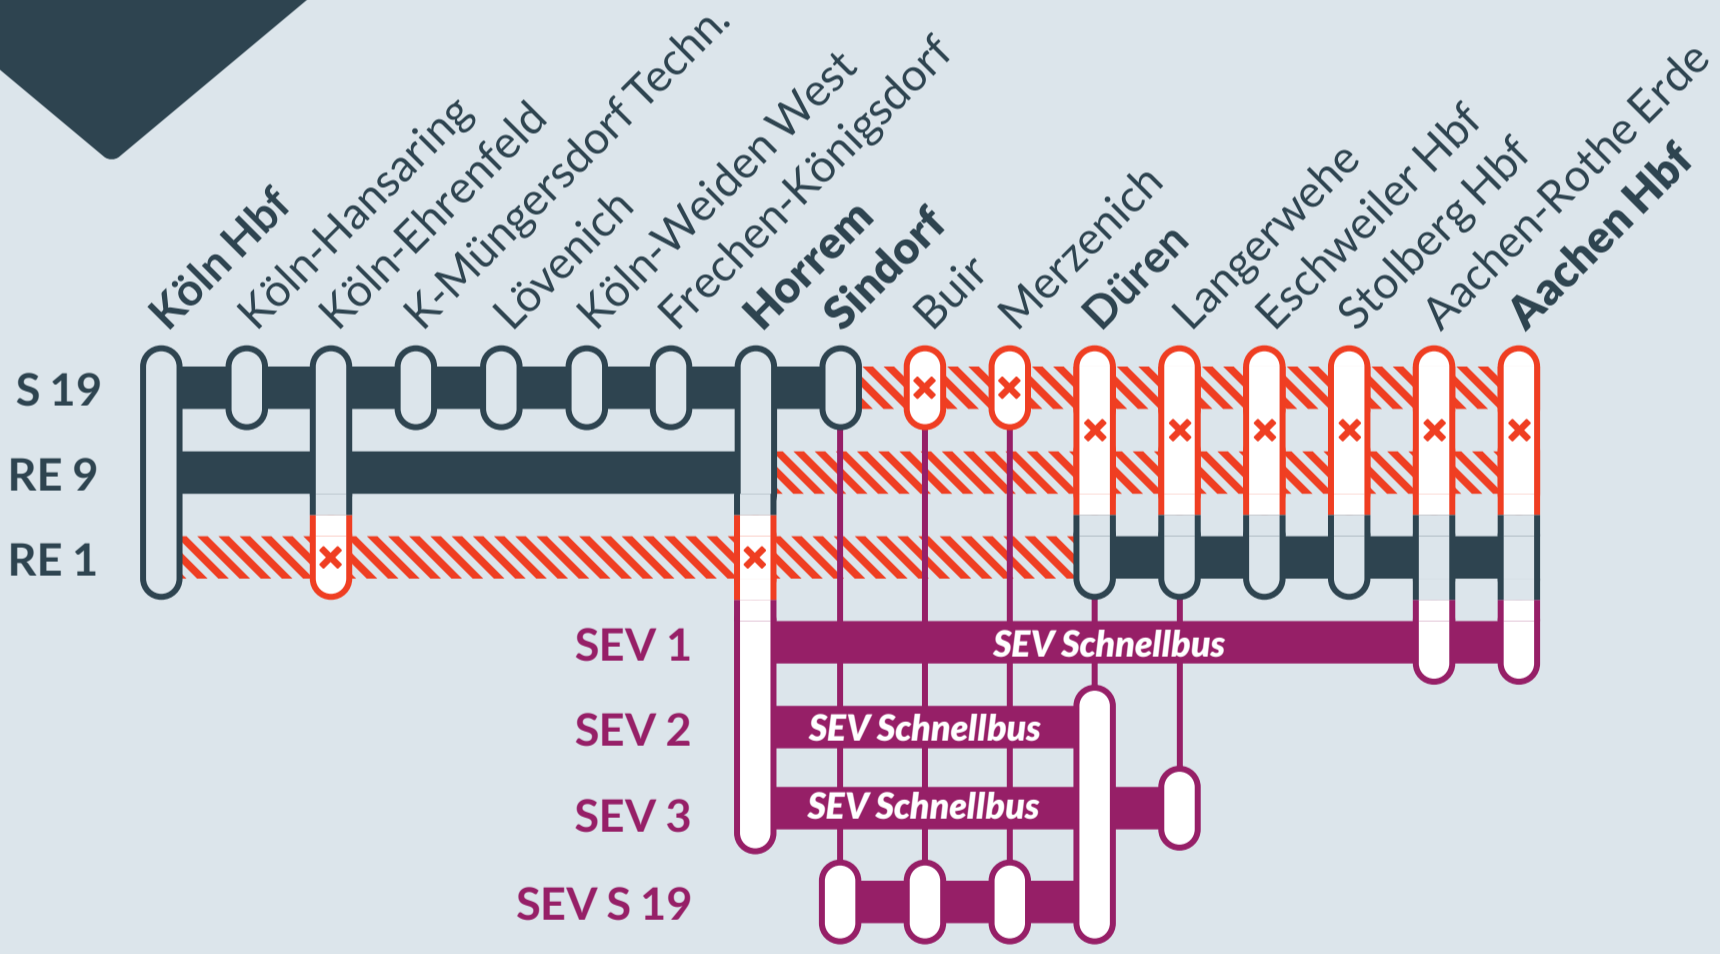 Köln Hbf
Köln-Hansaring
Köln-Ehrenfeld
K-Müngersdorf Techn.
Lövenich
Köln-Weiden West
Frechen-Königsdorf
Horrem
Sindorf
Buir
Merzenich
Düren
Langerwehe
Eschweiler Hbf
Stolberg Hbf
Aachen-Rothe Erde
Aachen Hbf
S 19
RE 9
RE 1
SEV 1
SEV Schnellbus
SEV 2
SEV Schnellbus
SEV 3
SEV Schnellbus
SEV S 19